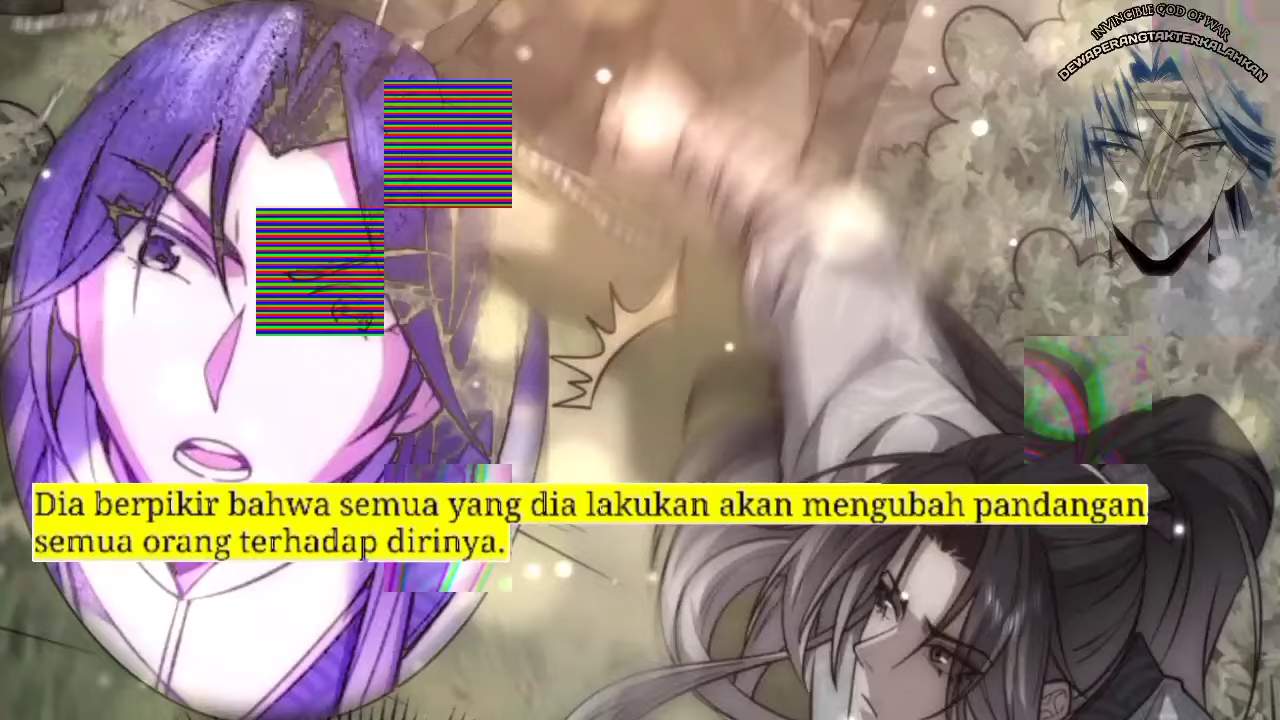 INVINCIBLE GOD OF WAR
DEWAPERANGTAKTERKALAHKAN
7
Dia berpikir bahwa semua yang dia lakukan akan mengubah pandangan
semua orang terhadap dirinya.